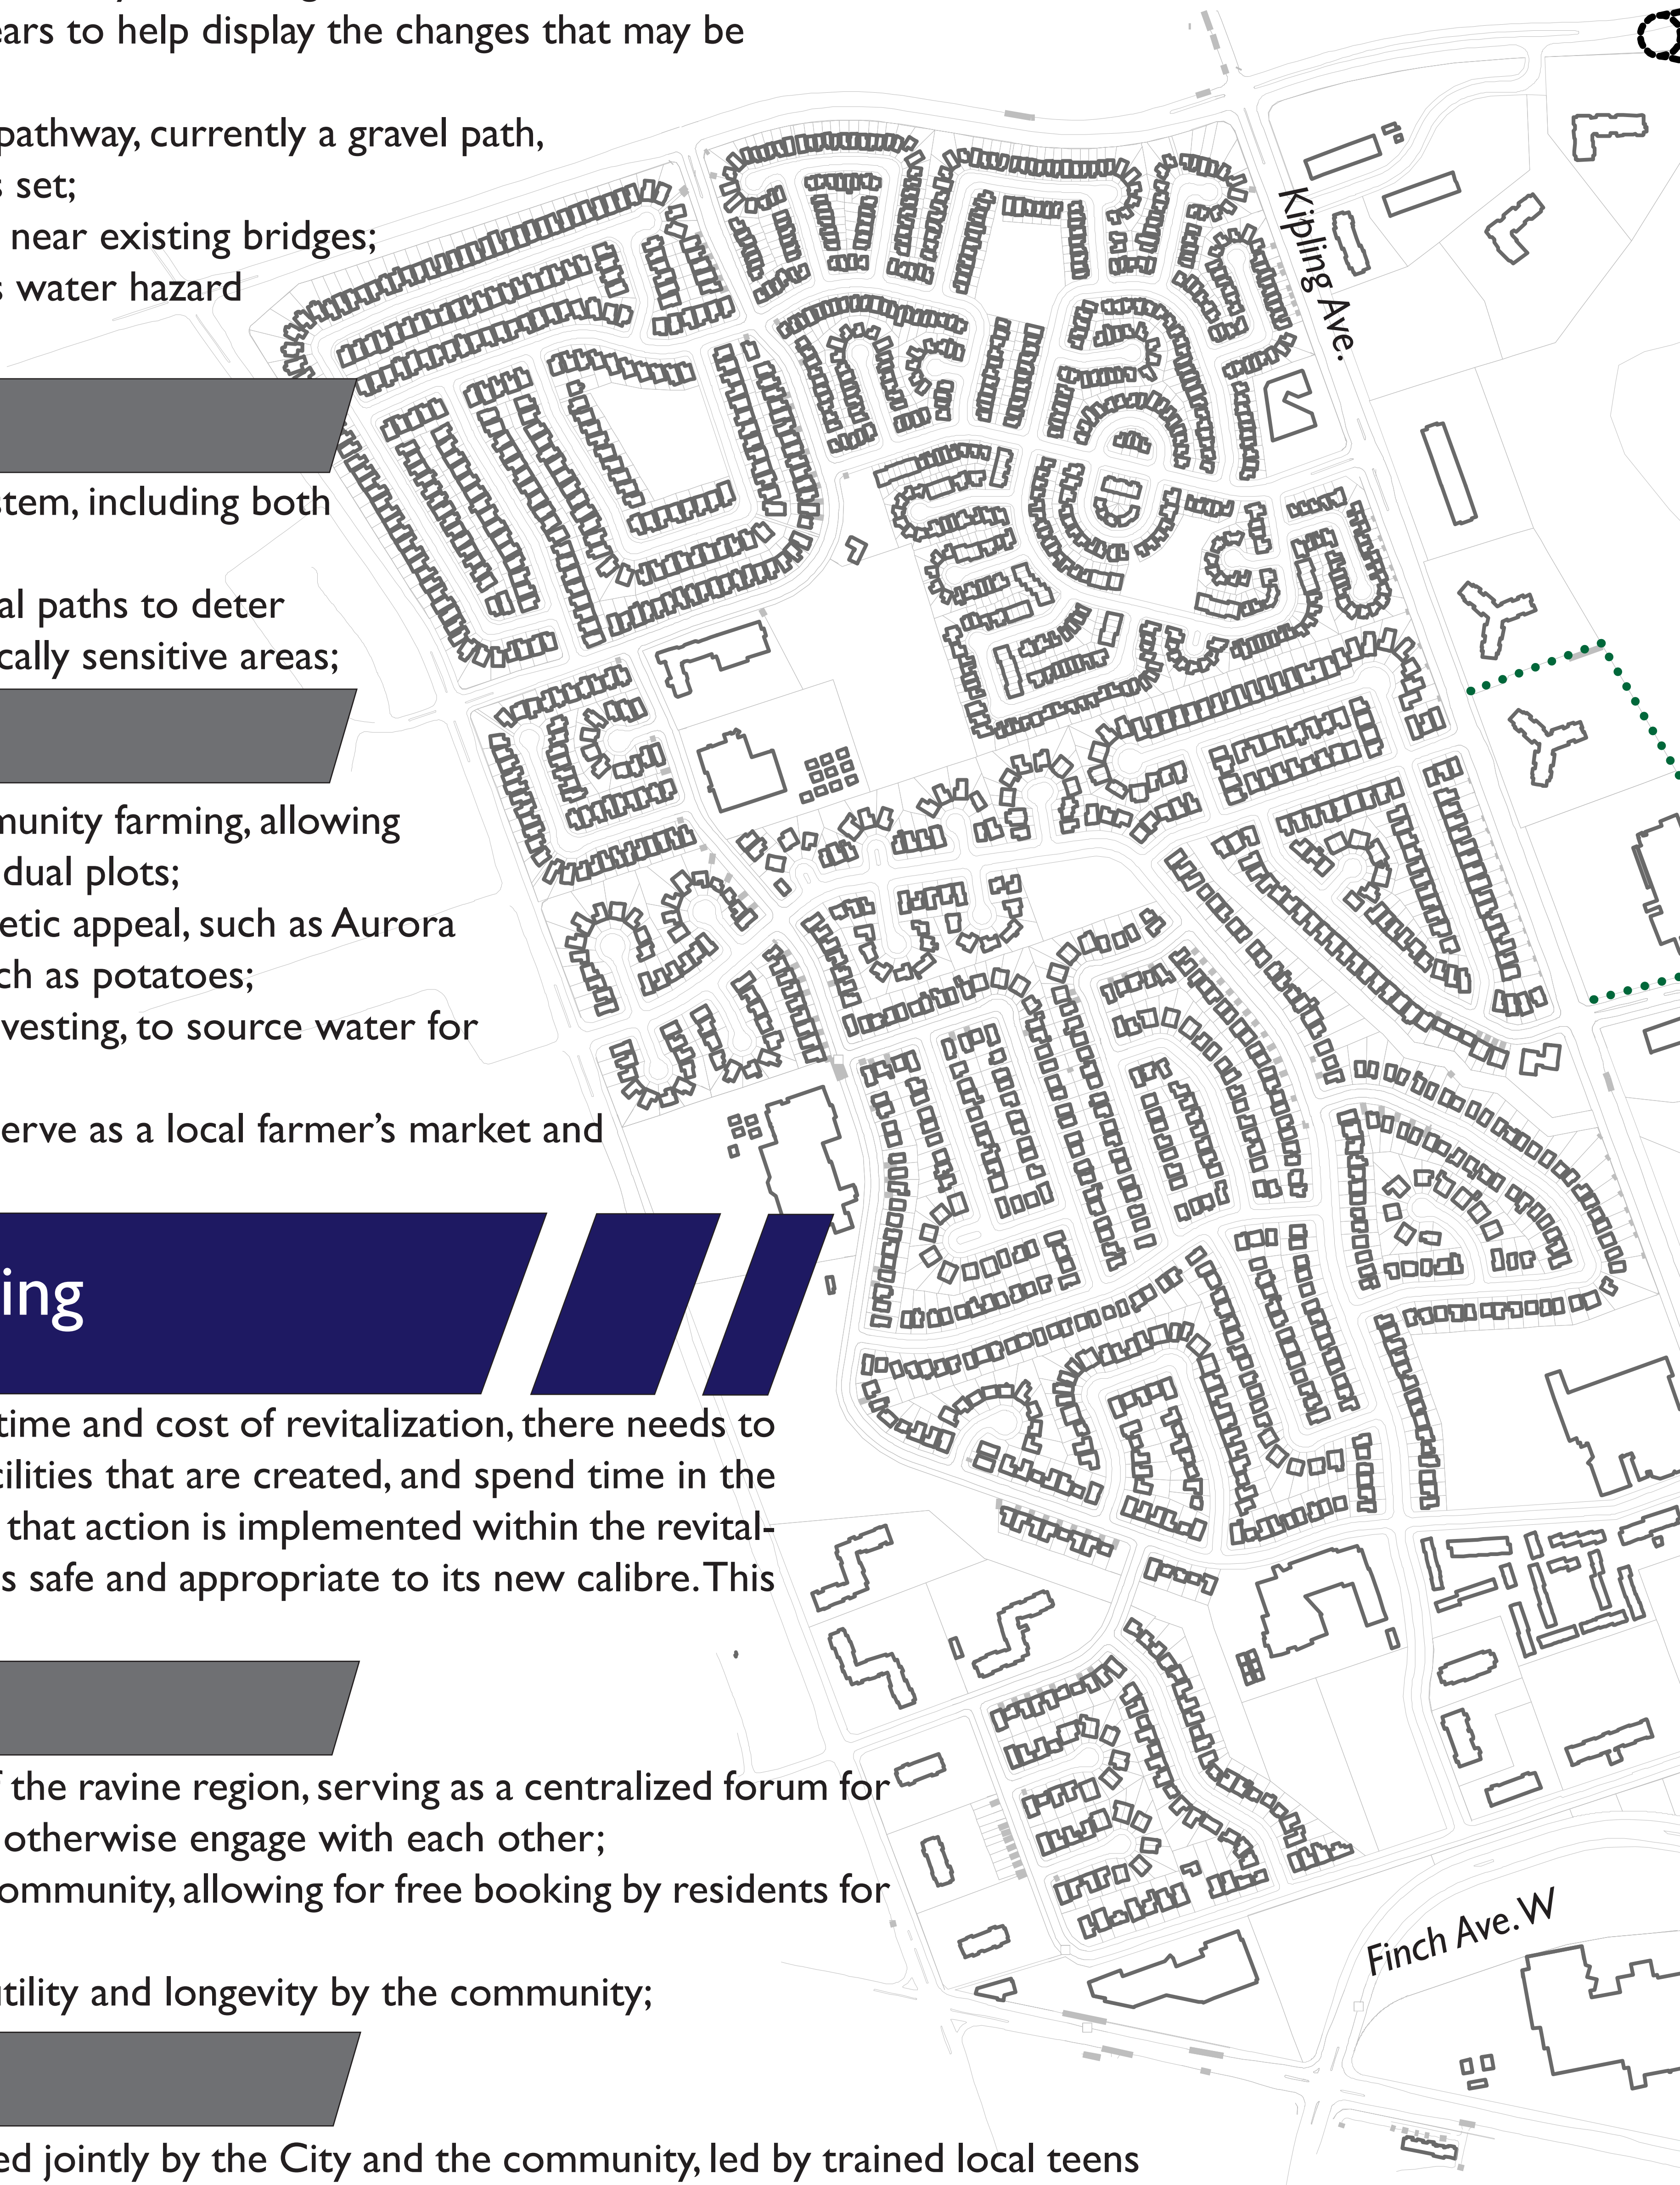 ears to help display the changes that may be
pathway, currently a gravel path,
s set;
near existing bridges;
s water hazard
stem, including both
al paths to deter
cally sensitive areas;
munity farming, allowing
dual plots;
etic appeal, such as Aurora
ch as potatoes;
vesting, to source water for
erve as a local farmer's market and
ing
time and cost of revitalization, there needs to
cilities that are created, and spend time in the
that action is implemented within the revital-
s safe and appropriate to its new calibre. This
f the ravine region, serving as a centralized forum for
otherwise engage with each other;
ommunity, allowing for free booking by residents for
utility and longevity by the community;
ed jointly by the City and the community, led by trained local teens
Kipling Ave.
Finch Ave. W